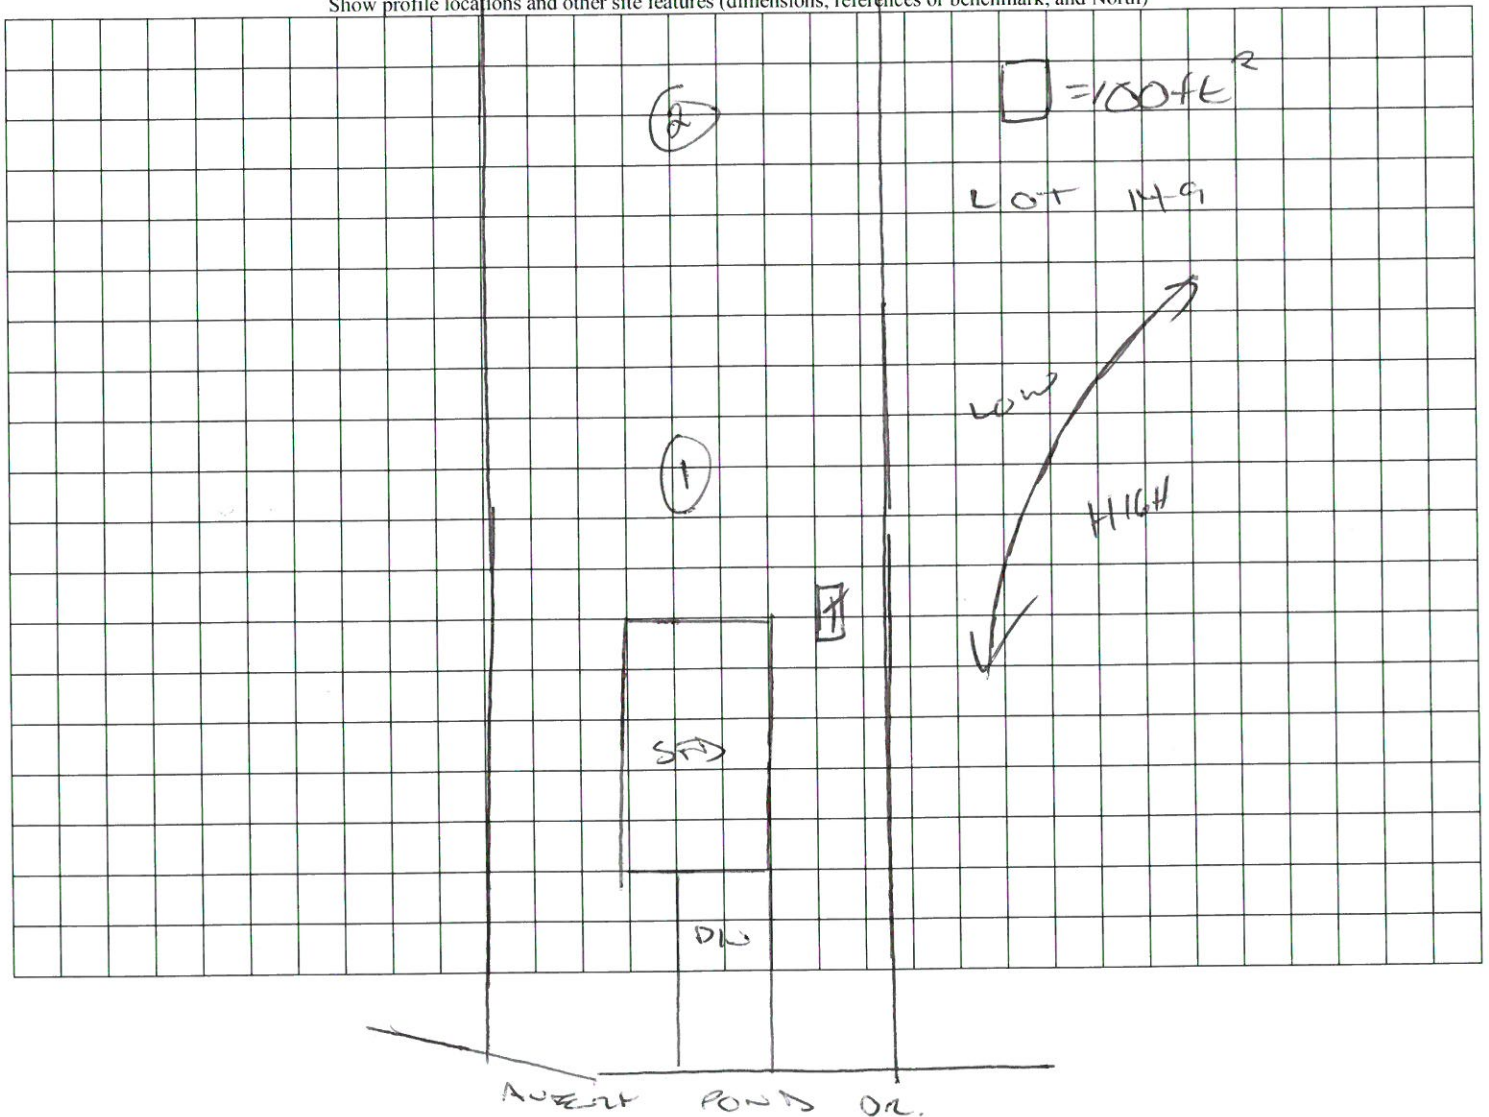 Show profile locations and other site features (dimensions, references or benchmark, and North)
2
=100ft²
LOT 149
LOW
1
HIGH
SFD
DW
AVERY POND DR.